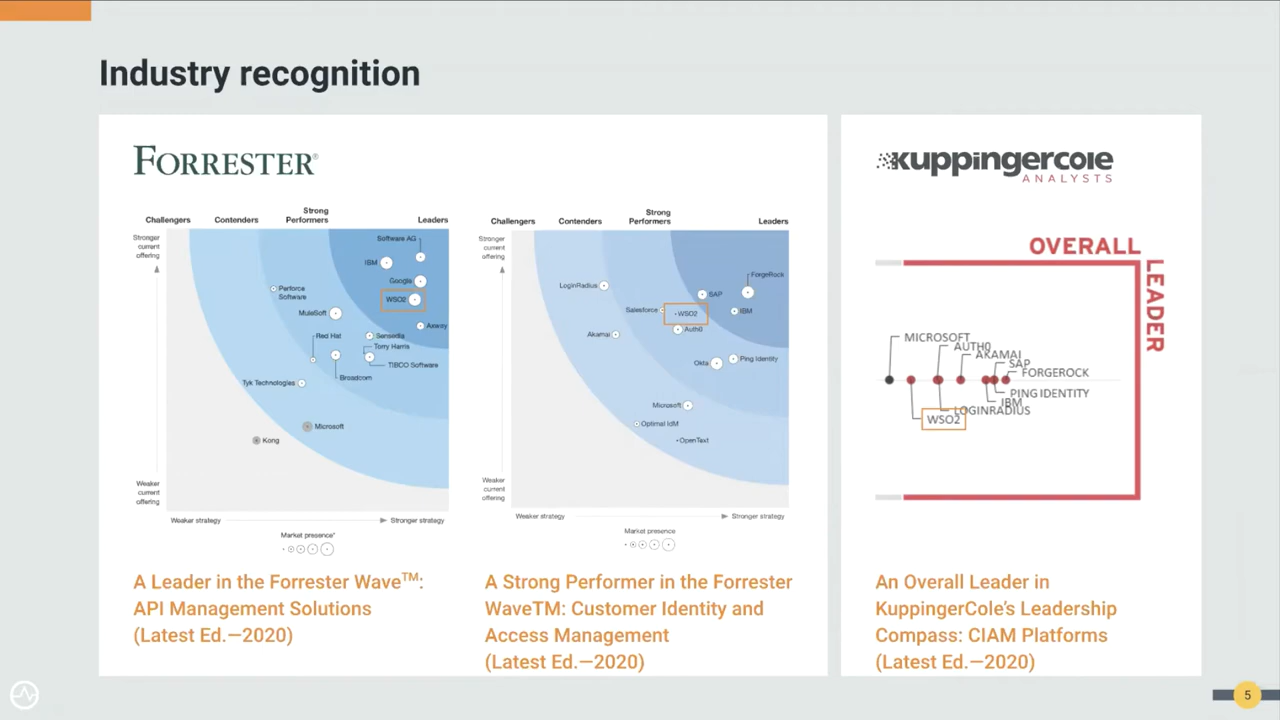 Industry recognition
FORRESTER®
Challengers Contenders Strong Performers Leaders
Stronger current offering
Software AG
IBM
Google
WSO2
Perforce Software
MuleSoft
Axway
Red Hat
Sensedia
Torry Harris
TIBCO Software
Broadcom
Tyk Technologies
Microsoft
Kong
Weaker current offering
Weaker strategy Stronger strategy
Market presence*
A Leader in the Forrester Wave™:
API Management Solutions
(Latest Ed.—2020)
Challengers Contenders Strong Performers Leaders
Stronger current offering
ForgeRock
LoginRadius
SAP
Salesforce
WSO2
IBM
Akamai
Auth0
Okta
Ping Identity
Microsoft
Optimal IdM
OpenText
Weaker current offering
Weaker strategy Stronger strategy
Market presence
A Strong Performer in the Forrester
WaveTM: Customer Identity and
Access Management
(Latest Ed.—2020)
kuppingercole
ANALYSTS
OVERALL
LEADER
MICROSOFT
AUTH0
AKAMAI
SAP
FORGEROCK
PING IDENTITY
IBM
LOGINRADIUS
WSO2
An Overall Leader in
KuppingerCole's Leadership
Compass: CIAM Platforms
(Latest Ed.—2020)
5